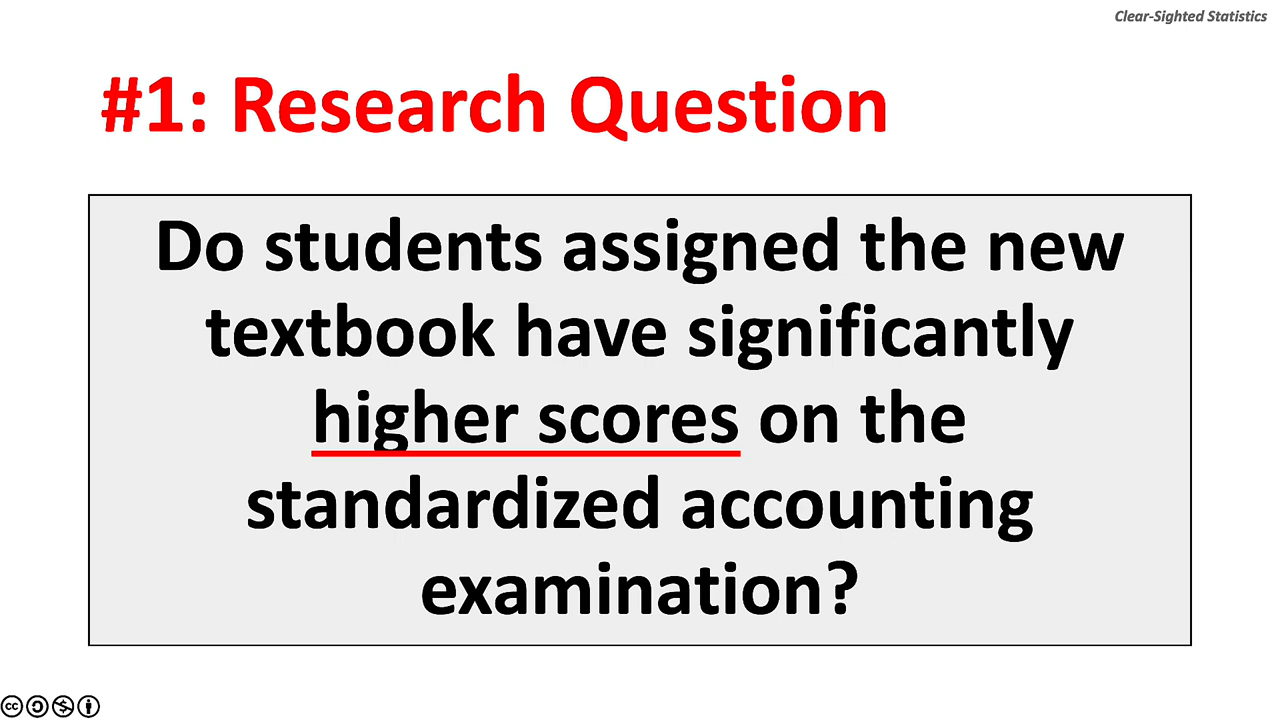 Clear-Sighted Statistics
#1: Research Question
Do students assigned the new
textbook have significantly
higher scores on the
standardized accounting
examination?
cc